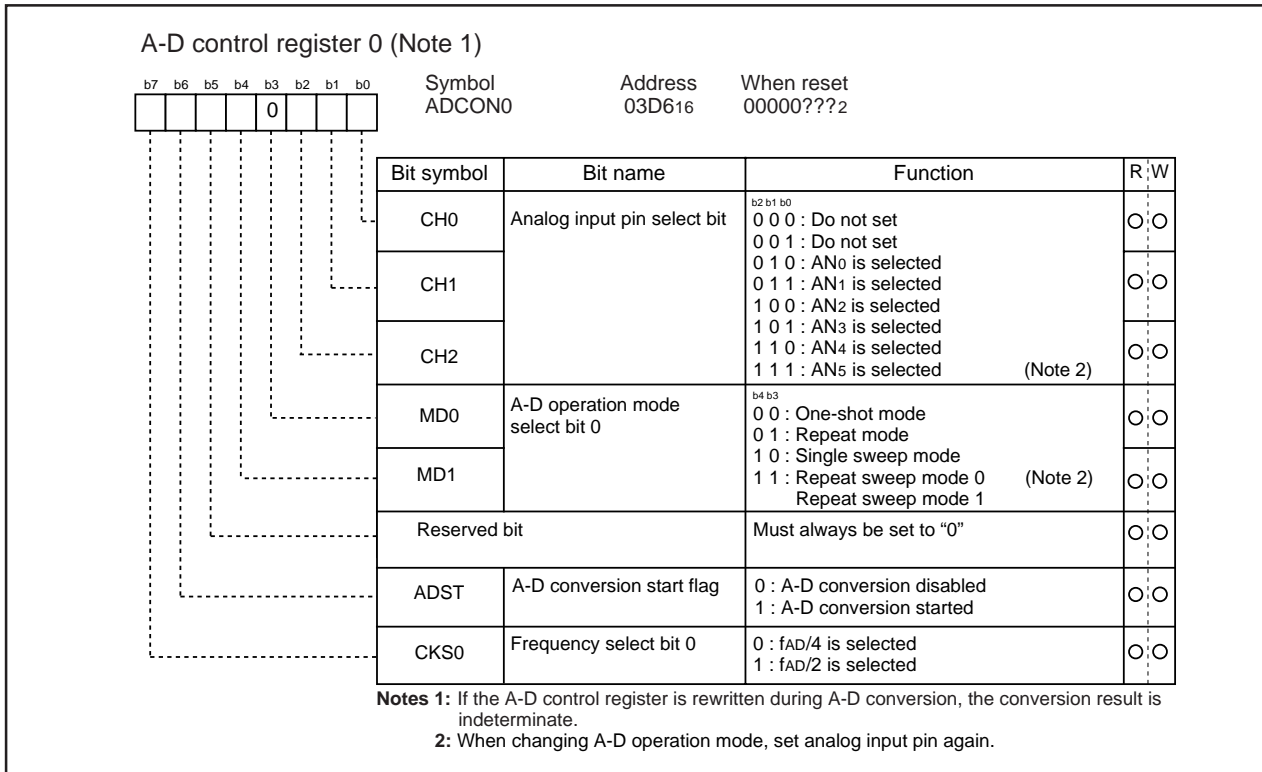 A-D control register 0 (Note 1)
b7 b6 b5 b4 b3 b2 b1 b0
0
Symbol Address When reset
ADCON0 03D616 00000???2
Bit symbol Bit name Function R W
CH0 Analog input pin select bit
b2 b1 b0
0 0 0 : Do not set
0 0 1 : Do not set
0 1 0 : AN0 is selected
0 1 1 : AN1 is selected
CH1
1 0 0 : AN2 is selected
1 0 1 : AN3 is selected
1 1 0 : AN4 is selected
1 1 1 : AN5 is selected (Note 2)
CH2
MD0 A-D operation mode
select bit 0
b4 b3
0 0 : One-shot mode
0 1 : Repeat mode
1 0 : Single sweep mode
1 1 : Repeat sweep mode 0 (Note 2)
Repeat sweep mode 1
MD1
Reserved bit Must always be set to “0”
ADST A-D conversion start flag 0 : A-D conversion disabled
1 : A-D conversion started
CKS0 Frequency select bit 0 0 : fAD/4 is selected
1 : fAD/2 is selected
Notes 1: If the A-D control register is rewritten during A-D conversion, the conversion result is
indeterminate.
2: When changing A-D operation mode, set analog input pin again.